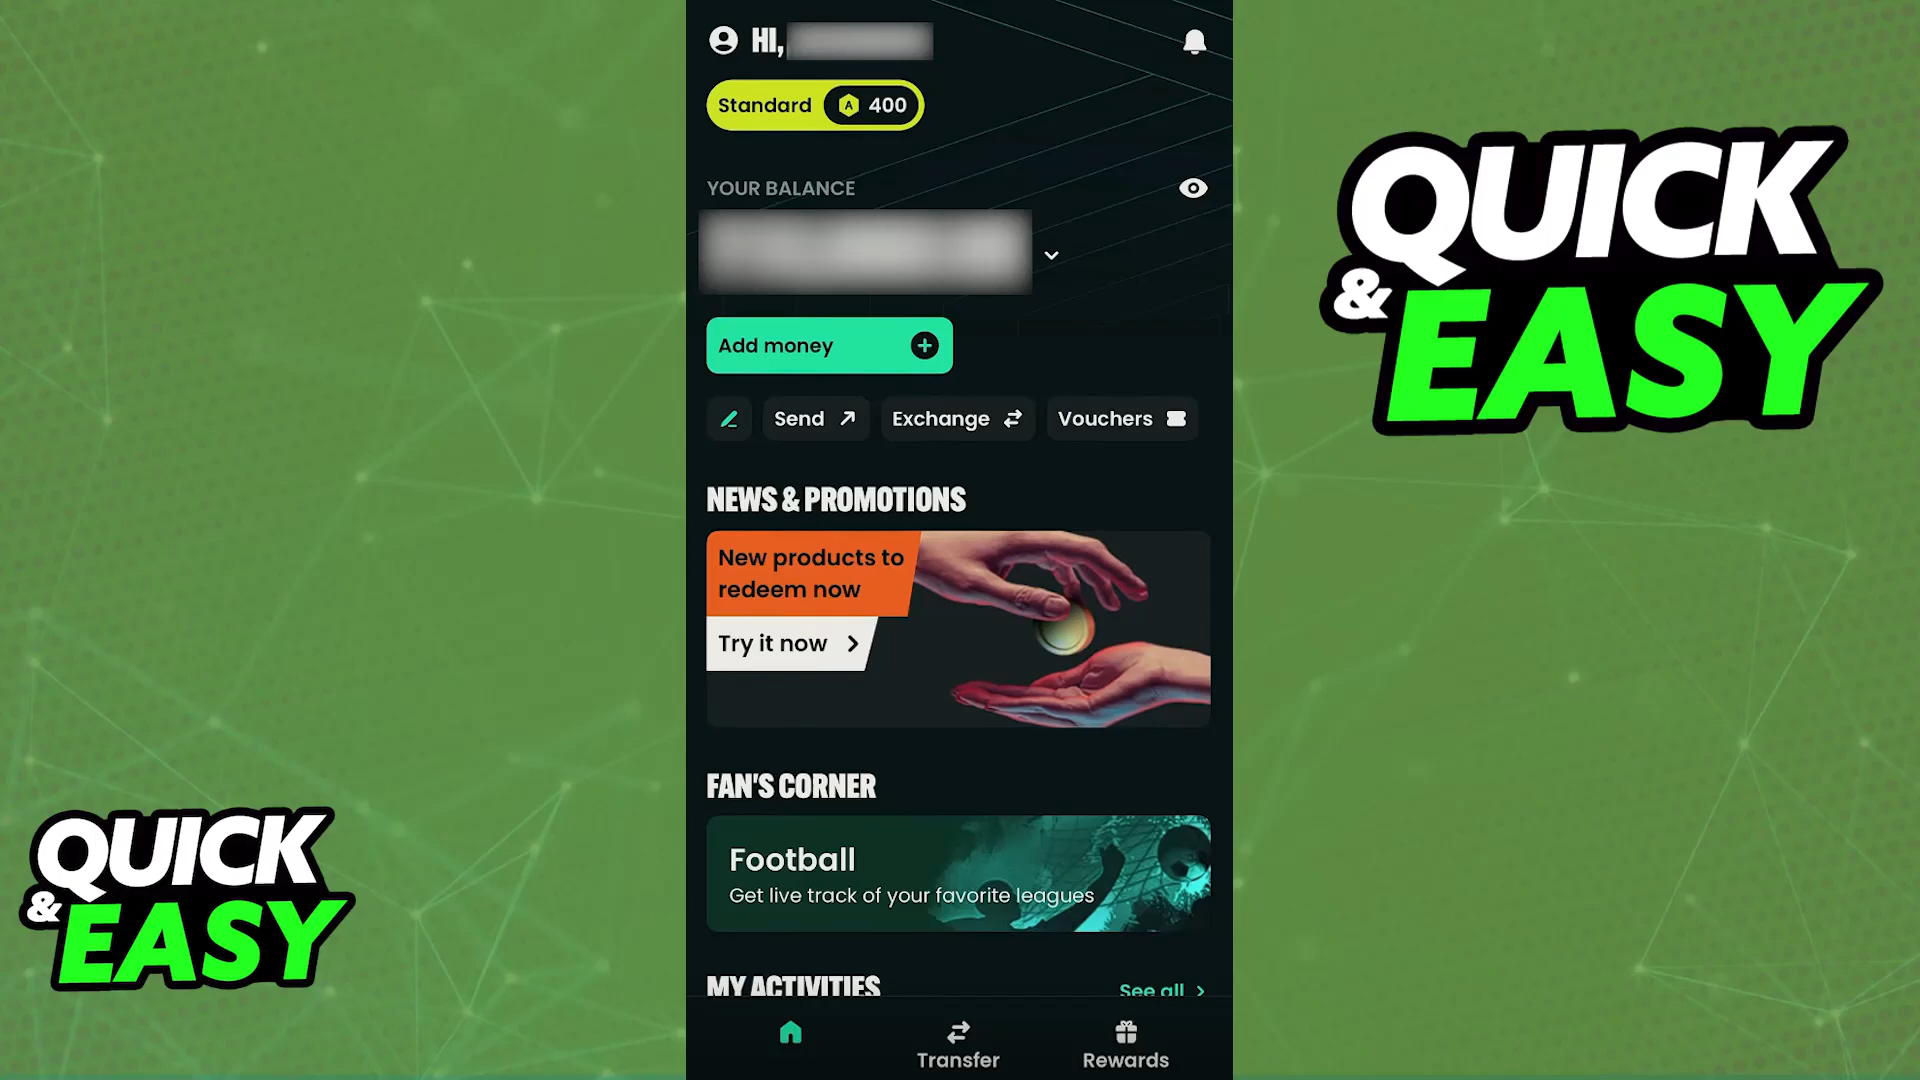 HI,
Standard
A 400
YOUR BALANCE
Add money
Send
Exchange
Vouchers
NEWS & PROMOTIONS
New products to
redeem now
Try it now
FAN'S CORNER
Football
Get live track of your favorite leagues
MY ACTIVITIES
See all
Transfer
Rewards
QUICK
& EASY
QUICK
& EASY